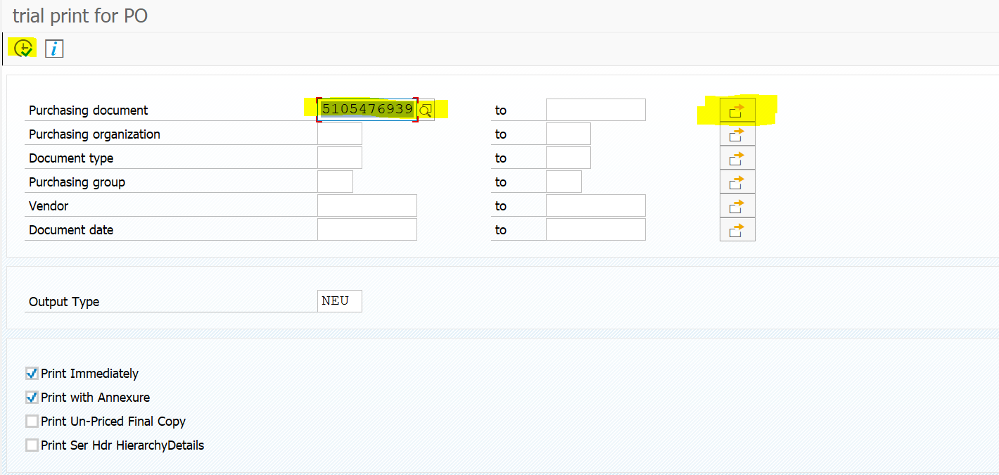 trial print for PO
i
Purchasing document 5105476939 to
Purchasing organization to
Document type to
Purchasing group to
Vendor to
Document date to
Output Type NEU
Print Immediately
Print with Annexure
Print Un-Priced Final Copy
Print Ser Hdr HierarchyDetails